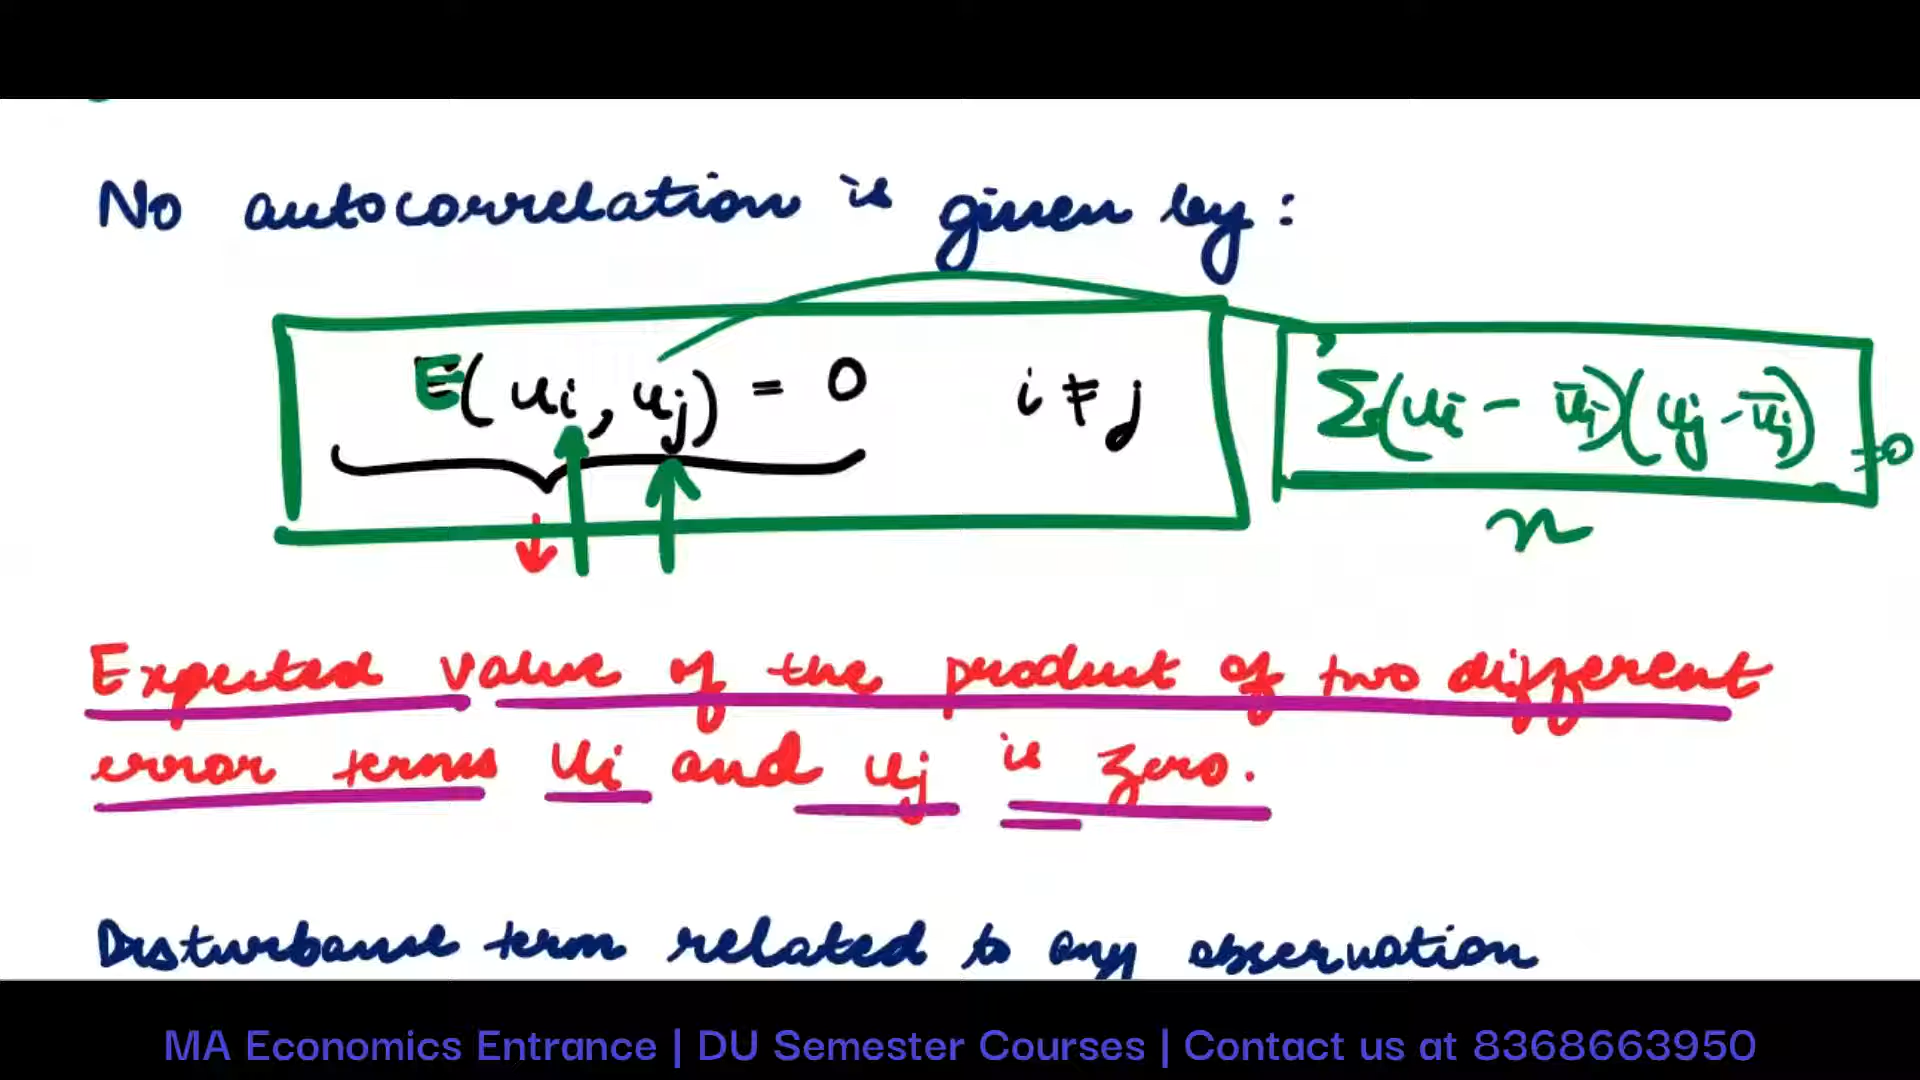 No autocorrelation is given by:
E(ui, uj) = 0 i ≠ j
Σ(ui - ūi)(uj - ūj) = 0
n
Expected value of the product of two different
error terms ui and uj is zero.
Disturbance term related to any observation
MA Economics Entrance | DU Semester Courses | Contact us at 8368663950